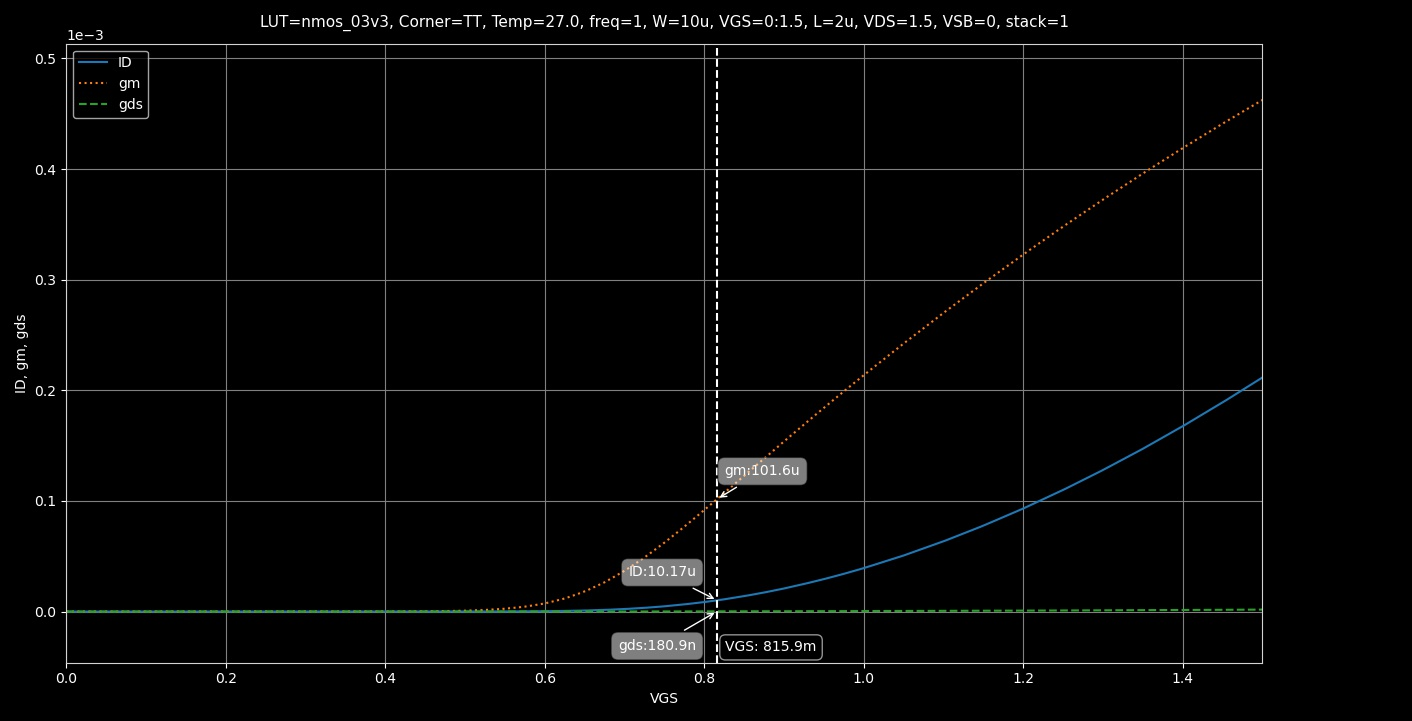 LUT=nmos_03v3, Corner=TT, Temp=27.0, freq=1, W=10u, VGS=0:1.5, L=2u, VDS=1.5, VSB=0, stack=1
1e−3
0.5
0.4
0.3
0.2
0.1
0.0
ID, gm, gds
ID
gm
gds
gm:101.6u
ID:10.17u
gds:180.9n
VGS: 815.9m
0.0 0.2 0.4 0.6 0.8 1.0 1.2 1.4
VGS